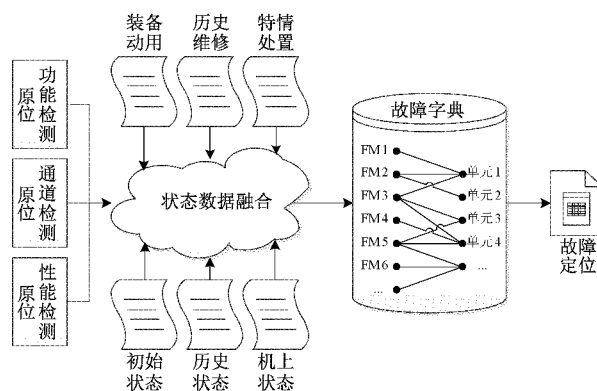 装备
动用
历史
维修
特情
处置
原位
功能检测
原位
通道检测
原位
性能检测
状态数据融合
初始
状态
历史
状态
机上
状态
故障字典
FM1
FM2
FM3
FM4
FM5
FM6
...
单元1
单元2
单元3
单元4
...
故障
定位